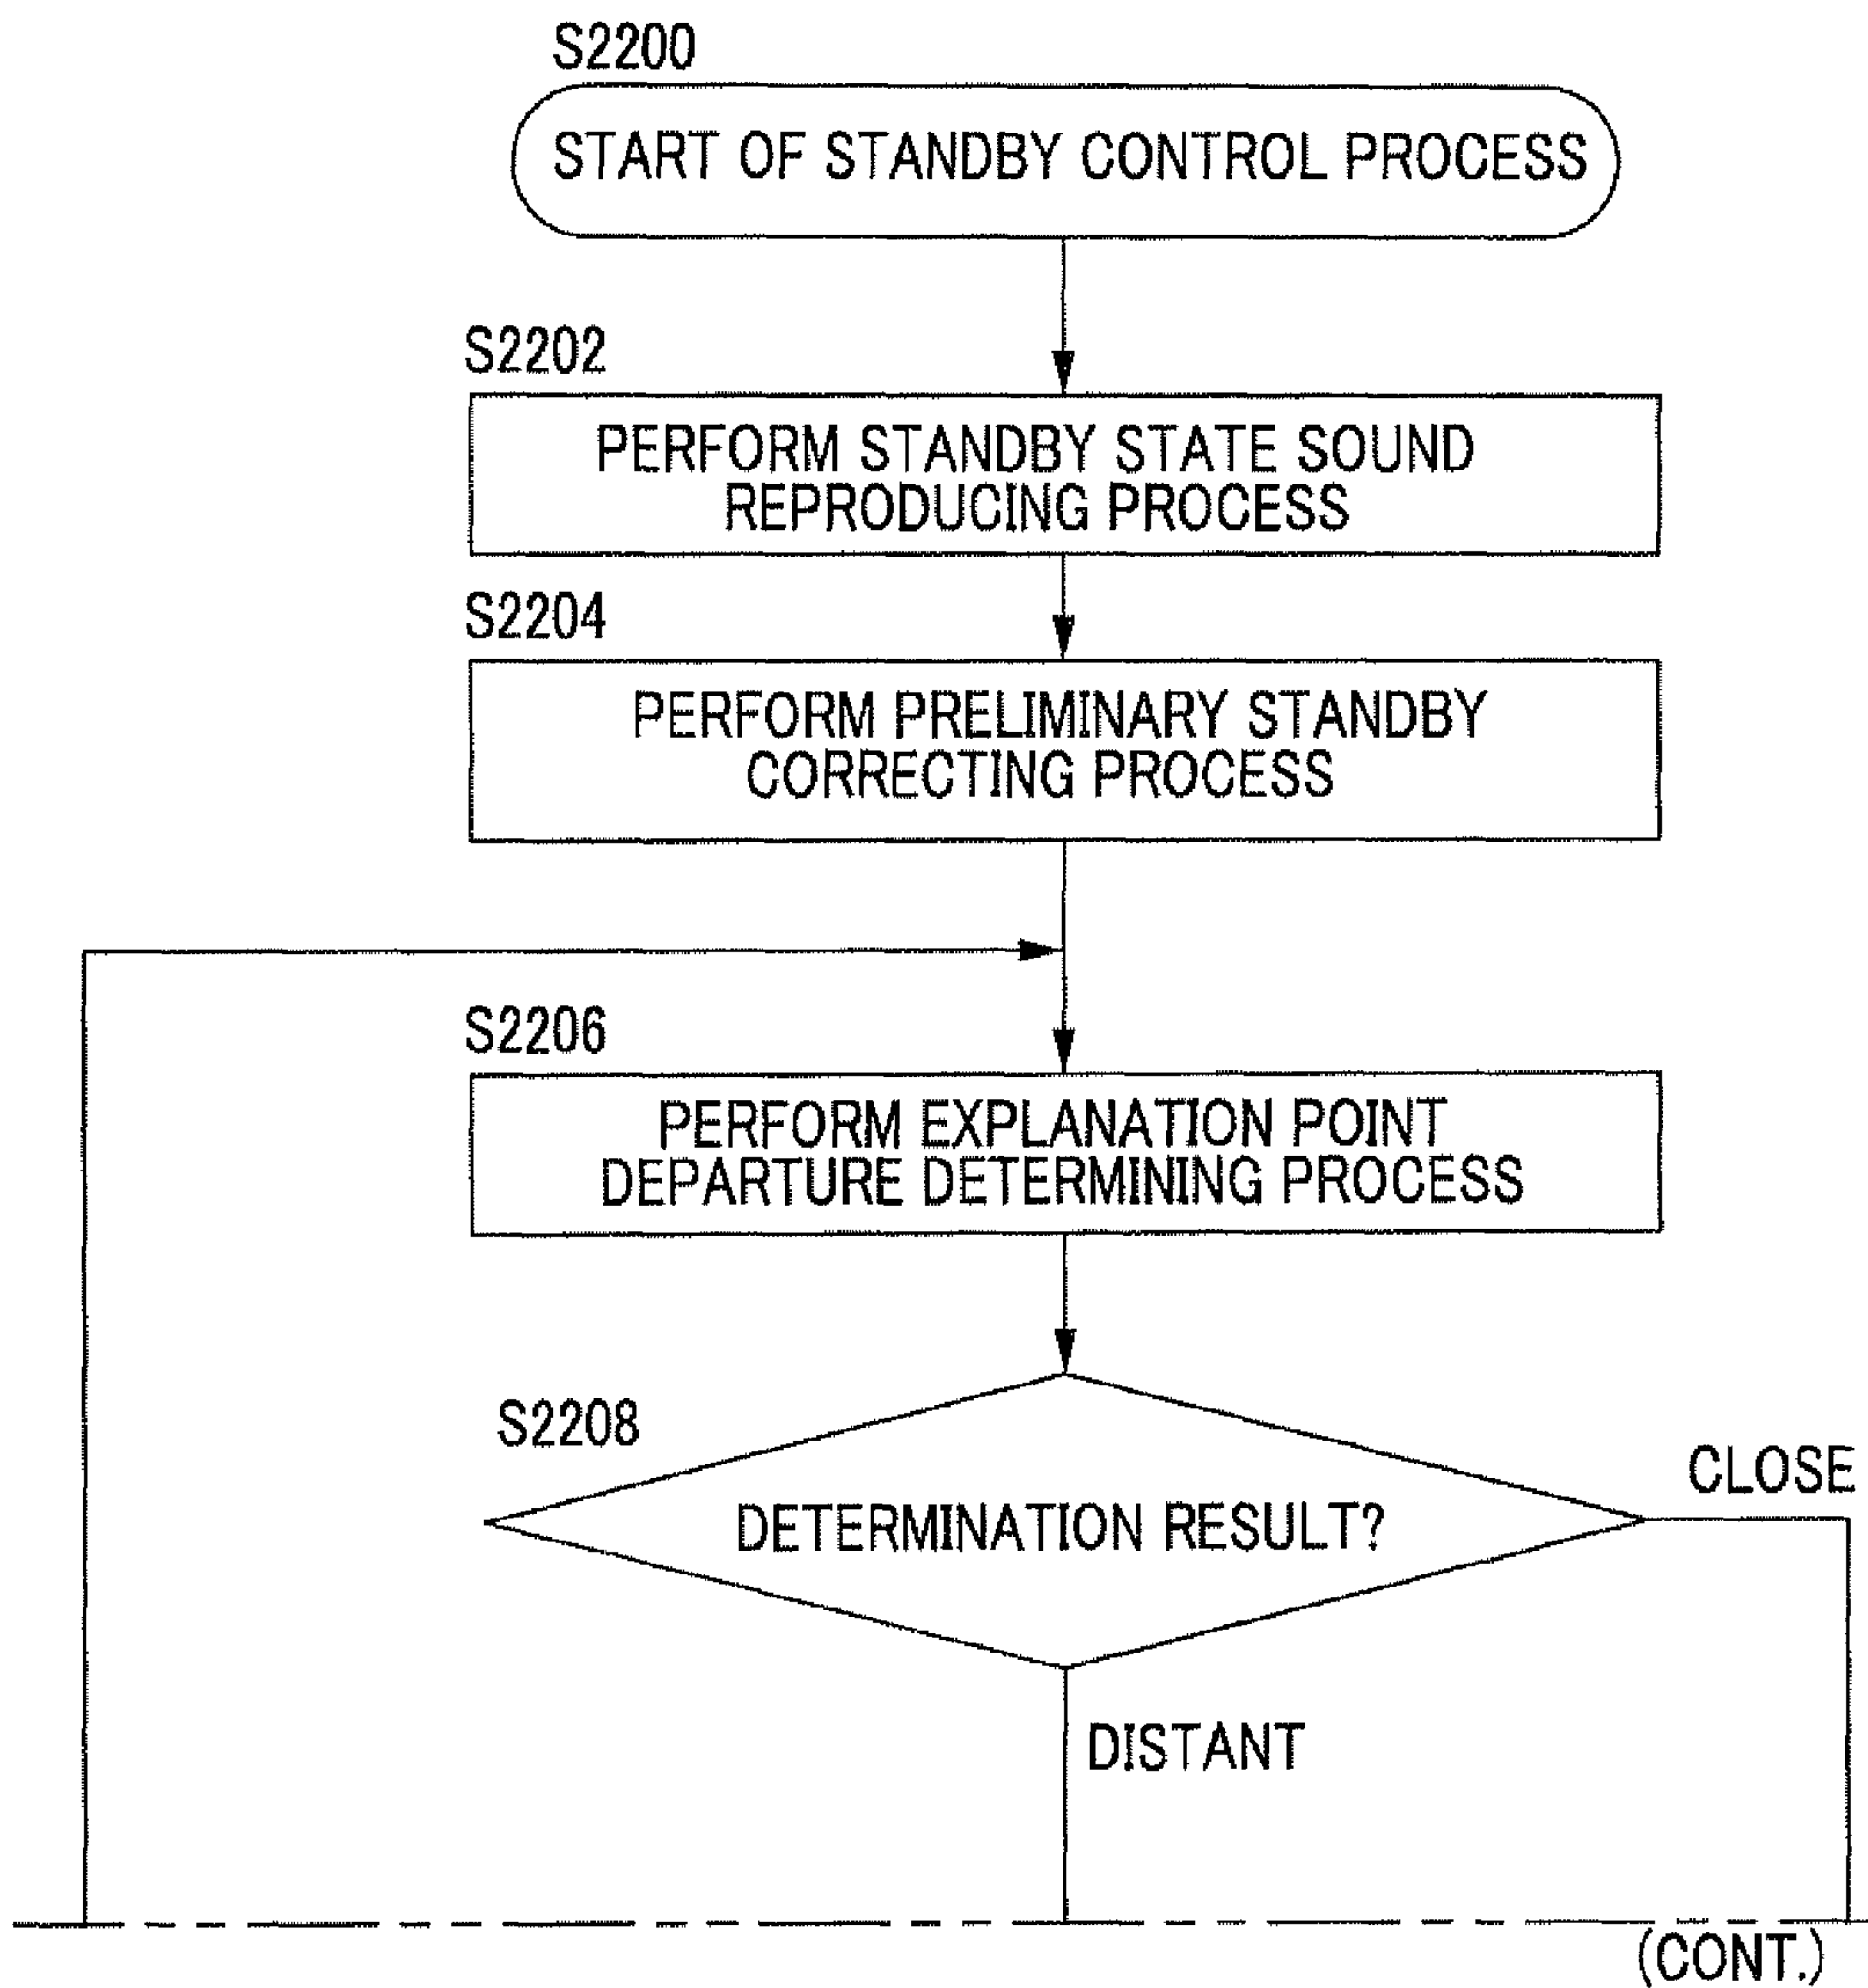 S2200
START OF STANDBY CONTROL PROCESS
S2202
PERFORM STANDBY STATE SOUND
REPRODUCING PROCESS
S2204
PERFORM PRELIMINARY STANDBY
CORRECTING PROCESS
S2206
PERFORM EXPLANATION POINT
DEPARTURE DETERMINING PROCESS
S2208
CLOSE
DETERMINATION RESULT?
DISTANT
(CONT.)